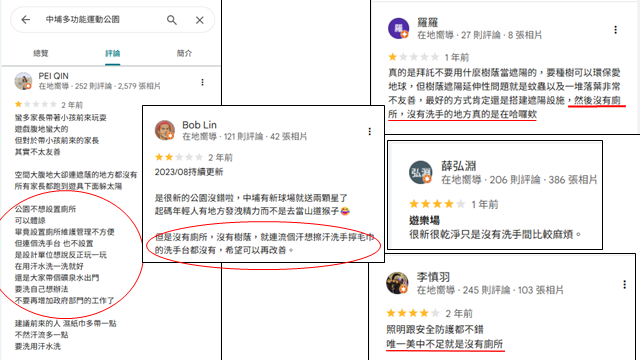 中埔多功能運動公園
總覽
評論
簡介
PEI QIN
在地嚮導·252 則評論·2,579 張相片
2 年前
蠻多家長帶著小孩前來玩耍
遊戲腹地蠻大的
但對於帶小孩前來的家長
其實不太友善
空間大腹地大卻連遮蔭的地方都沒有
所有家長都跑到遊具下面躲太陽
公園不想設置廁所
可以體諒
畢竟設置廁所維護管理不方便
但連個洗手台 也不設置
是設計單位想說反正玩一玩
在用汗水洗一洗就好
還是大家帶個礦泉水出門
要洗自己想辦法
不要再增加政府部門的工作了
建議前來的人 濕紙巾多帶一點
不然汗流多一點
要洗用汗水洗
Bob Lin
在地嚮導·121 則評論·42 張相片
2 年前
2023/08持續更新
是很新的公園沒錯啦，中埔有新球場就送兩顆星了
起碼年輕人有地方發洩精力而不是去當山道猴子😂
但是沒有廁所，沒有樹蔭，就連流個汗想擦汗洗手擰毛巾
的洗手台都沒有，希望可以再改善。
羅羅
在地嚮導·27 則評論·8 張相片
1 年前
真的是拜託不要用什麼樹蔭當遮陽的，要種樹可以環保愛
地球，但樹蔭遮陽延伸性問題就是蚊蟲以及一堆落葉非常
不友善，最好的方式肯定還是搭建遮陽設施，然後沒有廁
所，沒有洗手的地方真的是在哈囉欸
弘淵
薛弘淵
在地嚮導·206 則評論·386 張相片
1 年前
遊樂場
很新很乾淨只是沒有洗手間比較麻煩。
李慎羽
在地嚮導·245 則評論·103 張相片
2 年前
照明跟安全防護都不錯
唯一美中不足就是沒有廁所